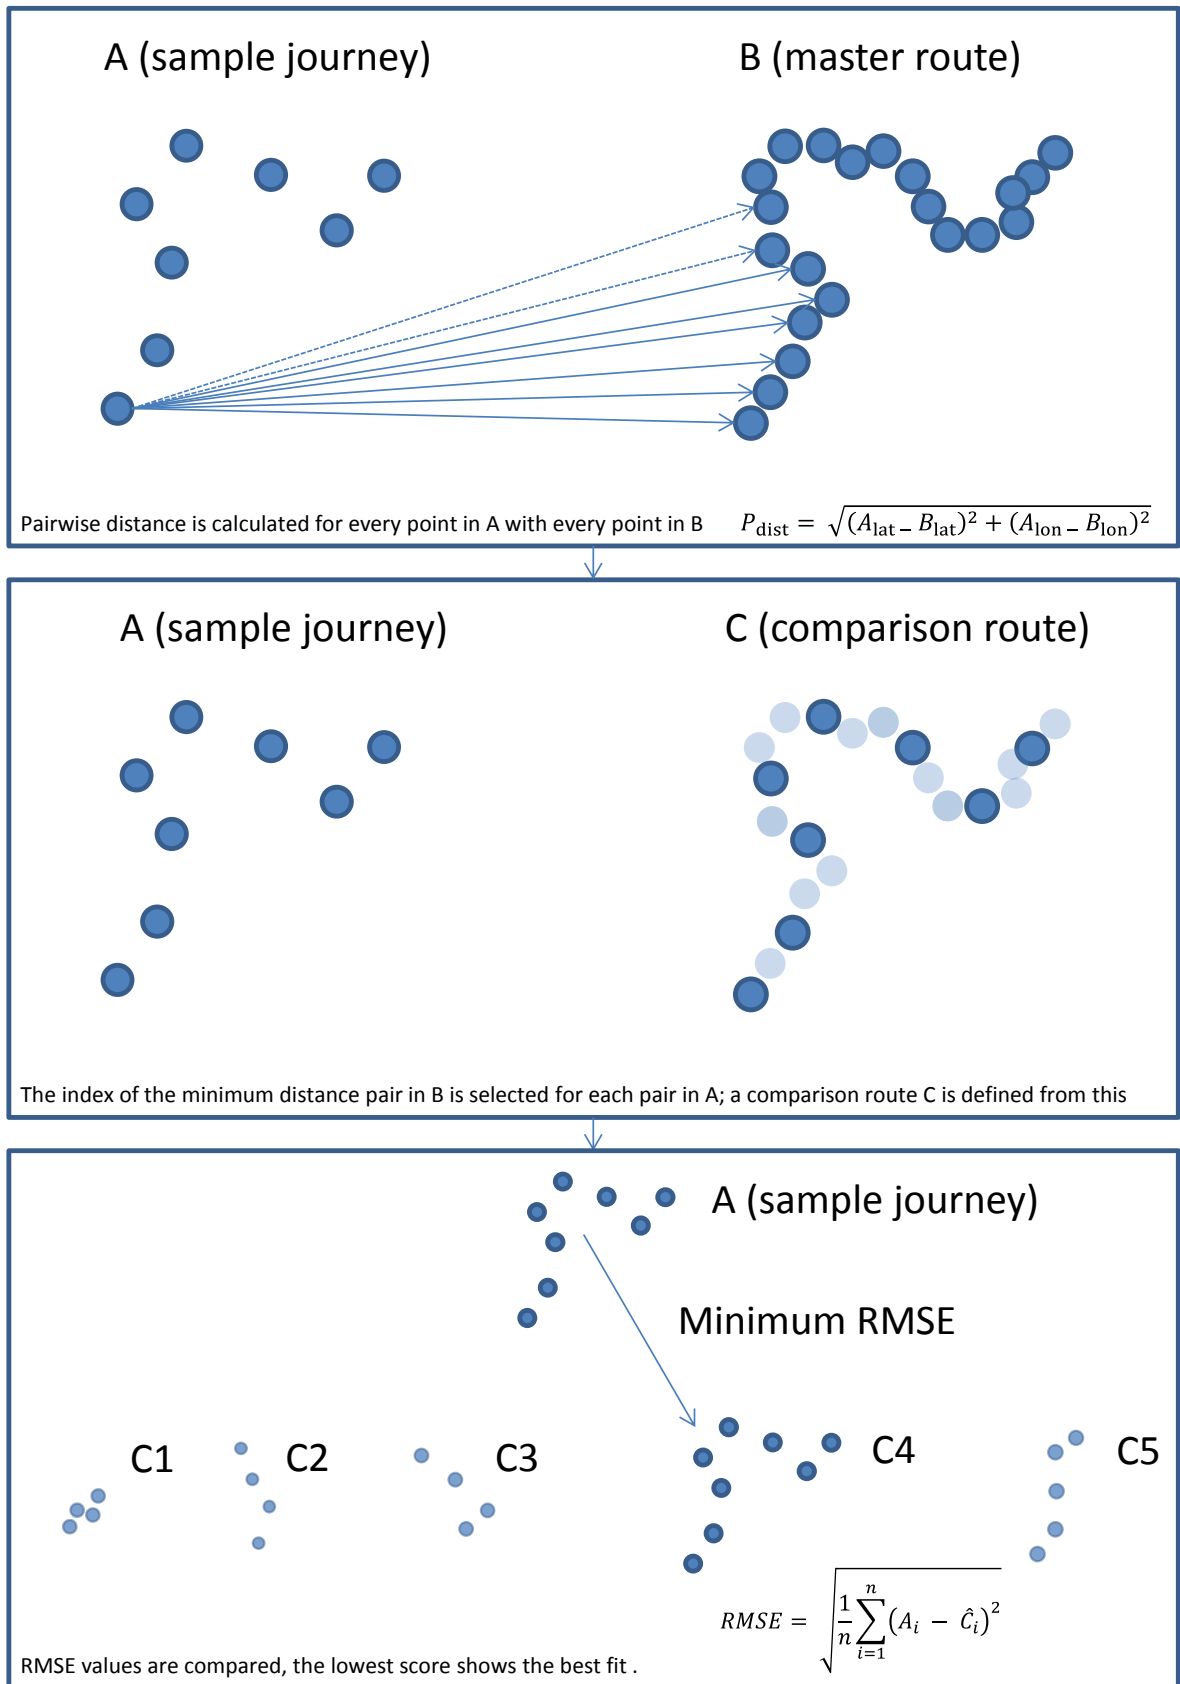 A (sample journey)
B (master route)
Pairwise distance is calculated for every point in A with every point in B
P_dist = √((A_lat – B_lat)² + (A_lon – B_lon)²)
A (sample journey)
C (comparison route)
The index of the minimum distance pair in B is selected for each pair in A; a comparison route C is defined from this
A (sample journey)
Minimum RMSE
C1
C2
C3
C4
C5
RMSE = √(1/n ∑_{i=1}^{n} (A_i − Ĉ_i)²)
RMSE values are compared, the lowest score shows the best fit .